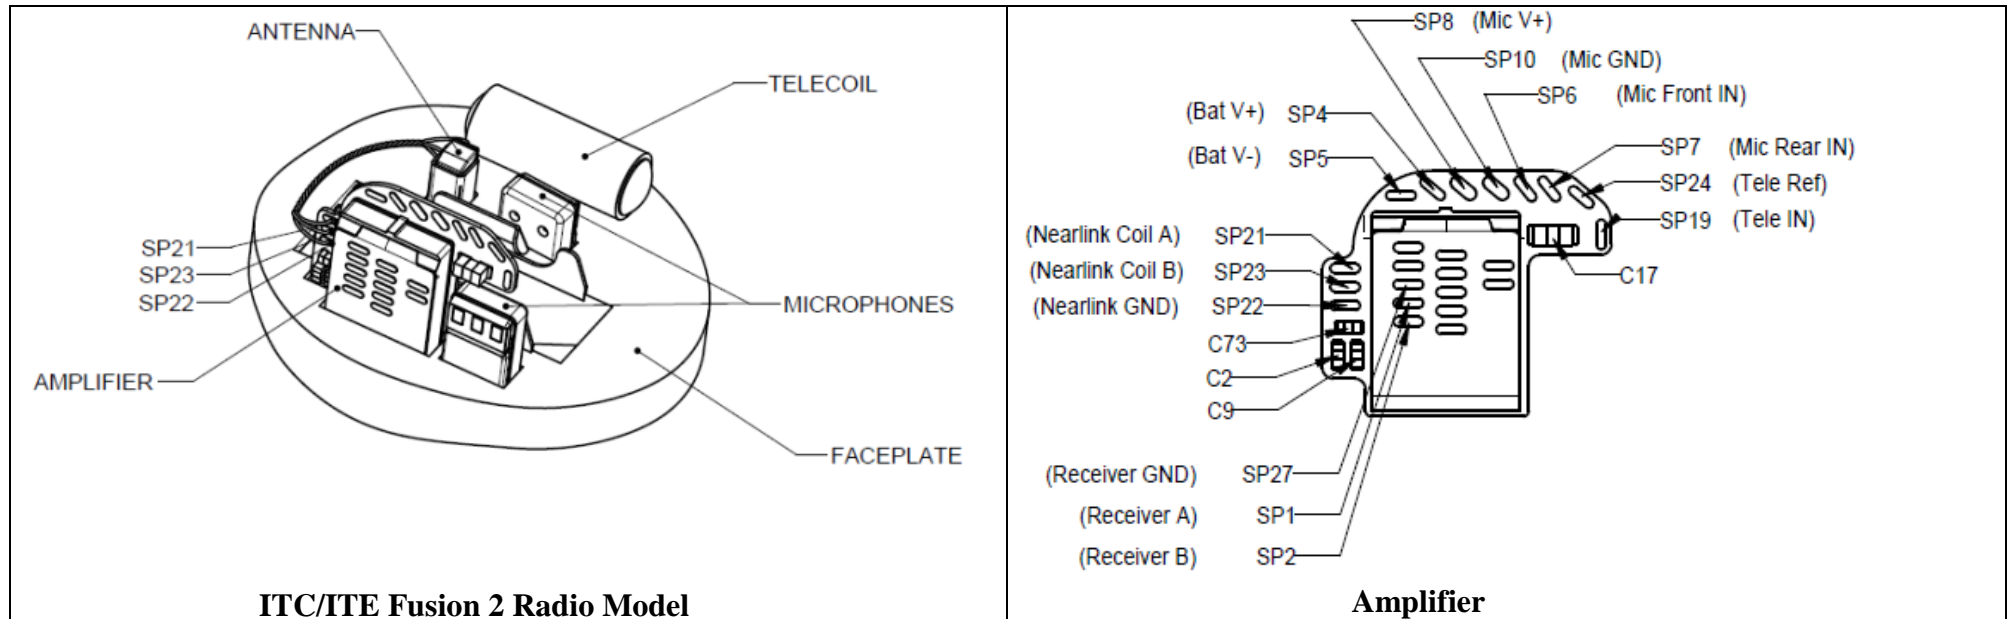 ANTENNA
TELECOIL
SP21
SP23
SP22
MICROPHONES
AMPLIFIER
FACEPLATE
ITC/ITE Fusion 2 Radio Model
SP8 (Mic V+)
SP10 (Mic GND)
SP6 (Mic Front IN)
(Bat V+) SP4
SP7 (Mic Rear IN)
(Bat V-) SP5
SP24 (Tele Ref)
SP19 (Tele IN)
(Nearlink Coil A) SP21
(Nearlink Coil B) SP23
C17
(Nearlink GND) SP22
C73
C2
C9
(Receiver GND) SP27
(Receiver A) SP1
(Receiver B) SP2
Amplifier